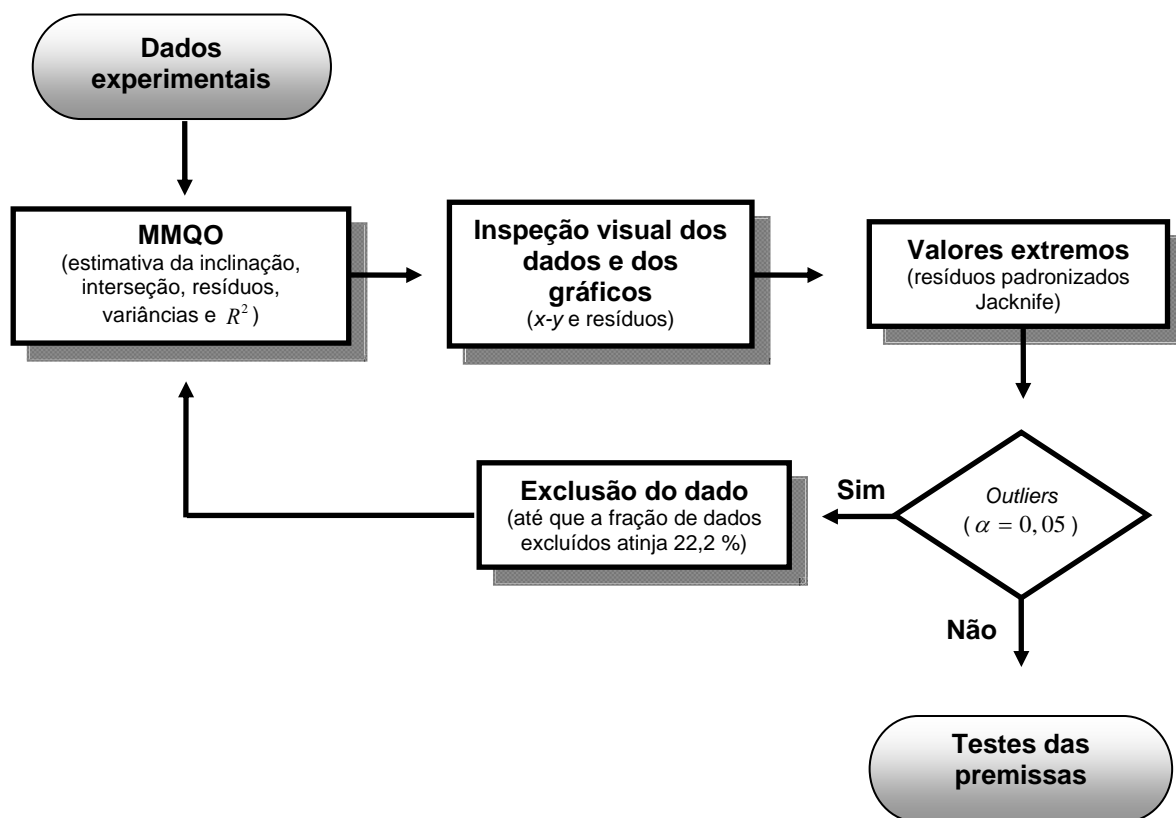 Dados
experimentais
MMQO
(estimativa da inclinação,
interseção, resíduos,
variâncias e R²)
Inspeção visual dos
dados e dos
gráficos
(x-y e resíduos)
Valores extremos
(resíduos padronizados
Jacknife)
Outliers
(α = 0,05)
Sim
Exclusão do dado
(até que a fração de dados
excluídos atinja 22,2 %)
Não
Testes das
premissas